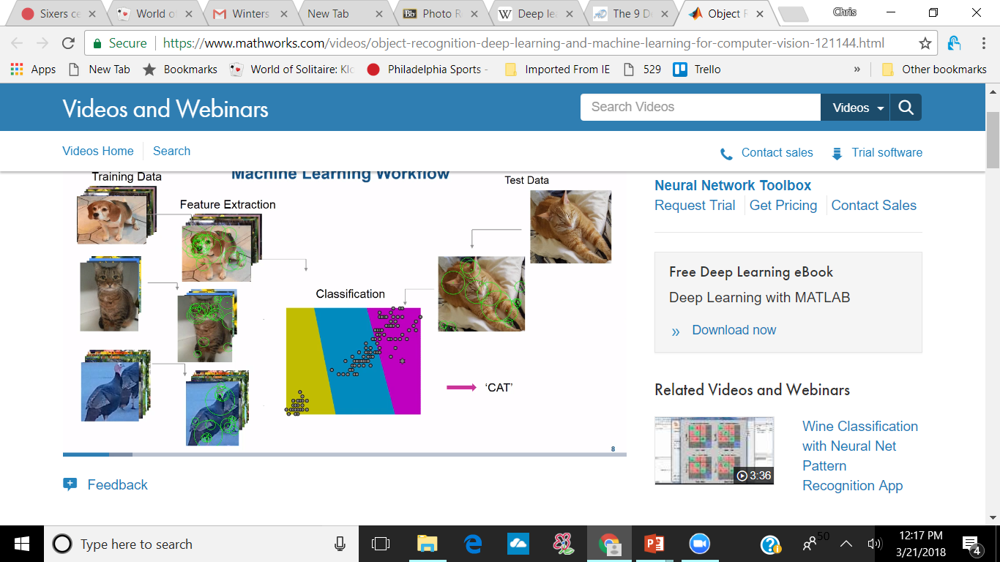 Sixers ce
World of
Winters
New Tab
Photo R
Deep le
The 9 D
Object F
Chris
Secure
https://www.mathworks.com/videos/object-recognition-deep-learning-and-machine-learning-for-computer-vision-121144.html
Apps
New Tab
Bookmarks
World of Solitaire: Klo
Philadelphia Sports -
Imported From IE
529
Trello
»
Other bookmarks
Videos and Webinars
Search Videos
Videos
Videos Home
Search
Contact sales
Trial software
Machine Learning Workflow
Training Data
Feature Extraction
Test Data
Classification
'CAT'
8
Feedback
Neural Network Toolbox
Request Trial
Get Pricing
Contact Sales
Free Deep Learning eBook
Deep Learning with MATLAB
» Download now
Related Videos and Webinars
3:36
Wine Classification
with Neural Net
Pattern
Recognition App
Type here to search
50
12:17 PM
3/21/2018
4